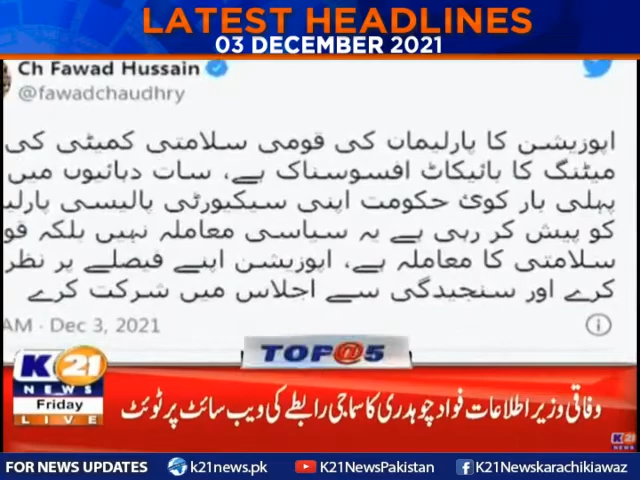 LATEST HEADLINES
03 DECEMBER 2021
Ch Fawad Hussain
@fawadchaudhry
اپوزیشن کا پارلیمان کی قومی سلامتی کمیٹی کی
میٹنگ کا بائیکاٹ افسوسناک ہے، سات دہائیوں میں
پہلی بار کوئ حکومت اپنی سیکیورٹی پالیسی پارلی
کو پیش کر رہی ہے یہ سیاسی معاملہ نہیں بلکہ قو
سلامتی کا معاملہ ہے، اپوزیشن اپنے فیصلے پر نظر
کرے اور سنجیدگی سے اجلاس میں شرکت کرے
AM · Dec 3, 2021
TOP@5
K21
NEWS
Friday
LIVE
وفاقی وزیر اطلاعات فواد چوہدری کا سماجی رابطے کی ویب سائٹ پر ٹوئٹ
K21
NEWS
FOR NEWS UPDATES k21news.pk K21NewsPakistan K21Newskarachikiawaz